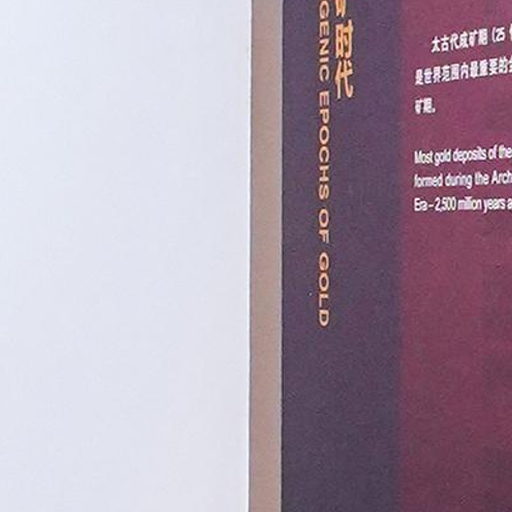 时代
GENIC EPOCHS OF GOLD
太古代成矿期（25
是世界范围内最重要的
矿期。
Most gold deposits of the
formed during the Arch
Era – 2,500 million years a